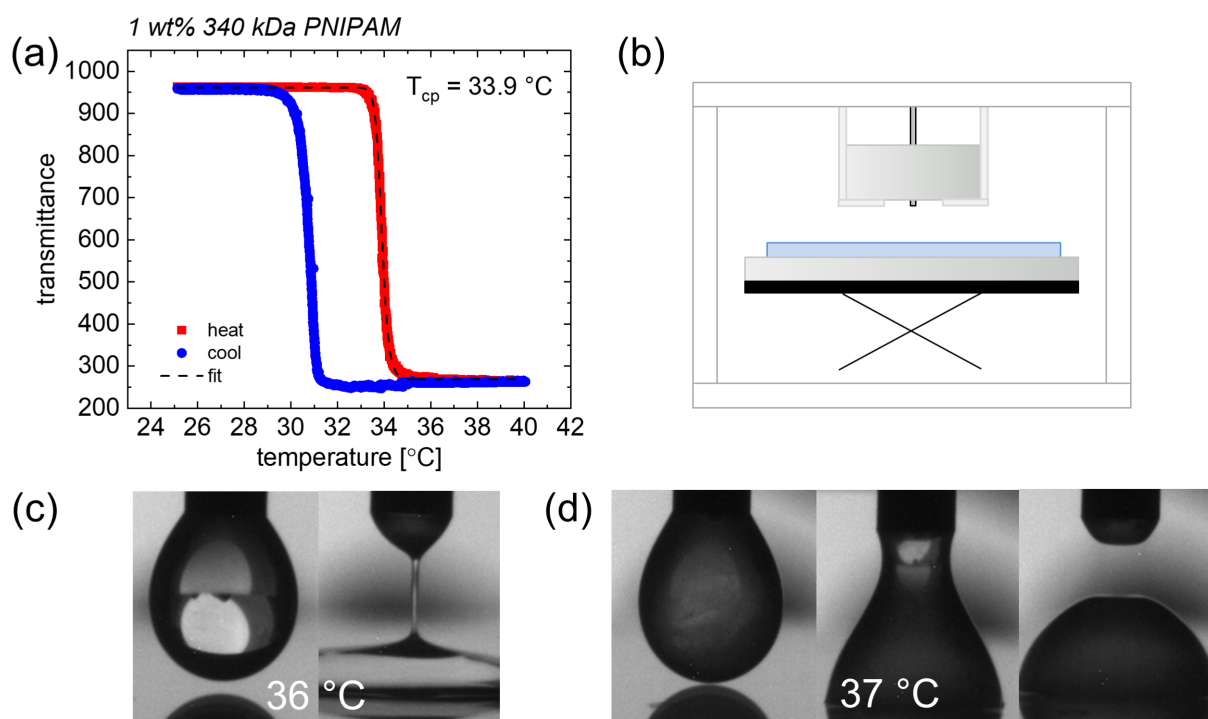 1 wt% 340 kDa PNIPAM
(a)
(b)
T_cp = 33.9 °C
1000
900
800
700
600
500
400
300
200
transmittance
heat
cool
fit
24 26 28 30 32 34 36 38 40 42
temperature [°C]
(c)
(d)
36 °C
37 °C